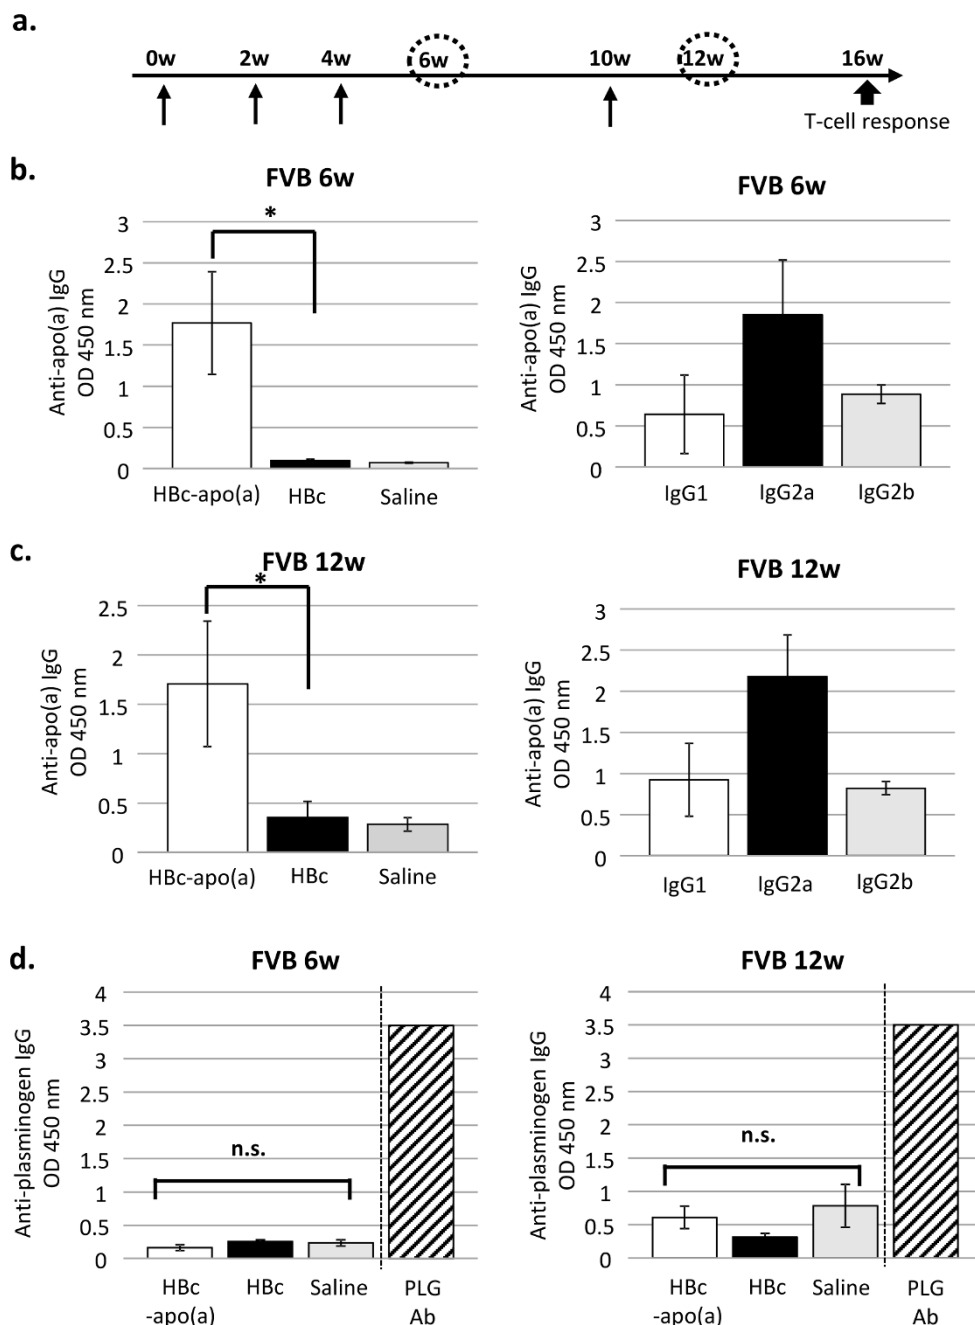 a.
0w 2w 4w 6w 10w 12w 16w
T-cell response
b.
FVB 6w
*
Anti-apo(a) IgG
OD 450 nm
3
2.5
2
1.5
1
0.5
0
HBc-apo(a) HBc Saline
FVB 6w
Anti-apo(a) IgG
OD 450 nm
3
2.5
2
1.5
1
0.5
0
IgG1 IgG2a IgG2b
c.
FVB 12w
*
Anti-apo(a) IgG
OD 450 nm
2.5
2
1.5
1
0.5
0
HBc-apo(a) HBc Saline
FVB 12w
Anti-apo(a) IgG
OD 450 nm
3
2.5
2
1.5
1
0.5
0
IgG1 IgG2a IgG2b
d.
FVB 6w
Anti-plasminogen IgG
OD 450 nm
4
3.5
3
2.5
2
1.5
1
0.5
0
n.s.
HBc HBc Saline PLG
-apo(a) Ab
FVB 12w
Anti-plasminogen IgG
OD 450 nm
4
3.5
3
2.5
2
1.5
1
0.5
0
n.s.
HBc HBc Saline PLG
-apo(a) Ab